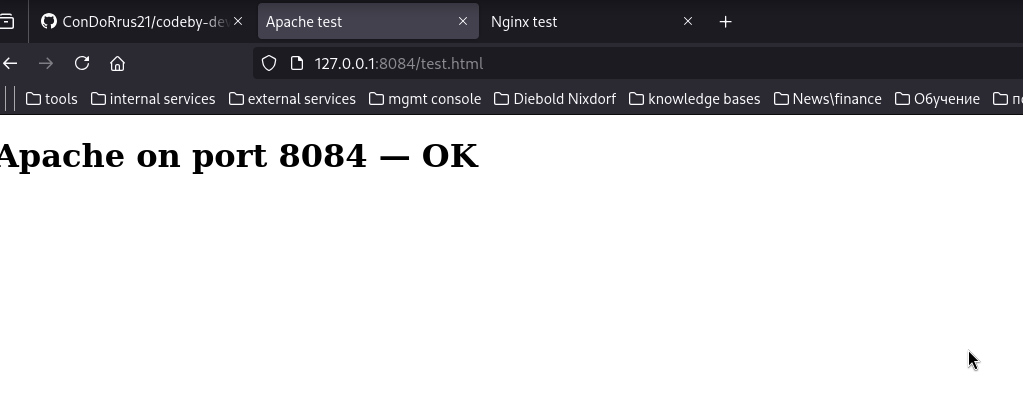 ConDoRrus21/codeby-dev
Apache test
Nginx test
127.0.0.1:8084/test.html
tools
internal services
external services
mgmt console
Diebold Nixdorf
knowledge bases
News\finance
Обучение
Apache on port 8084 — OK